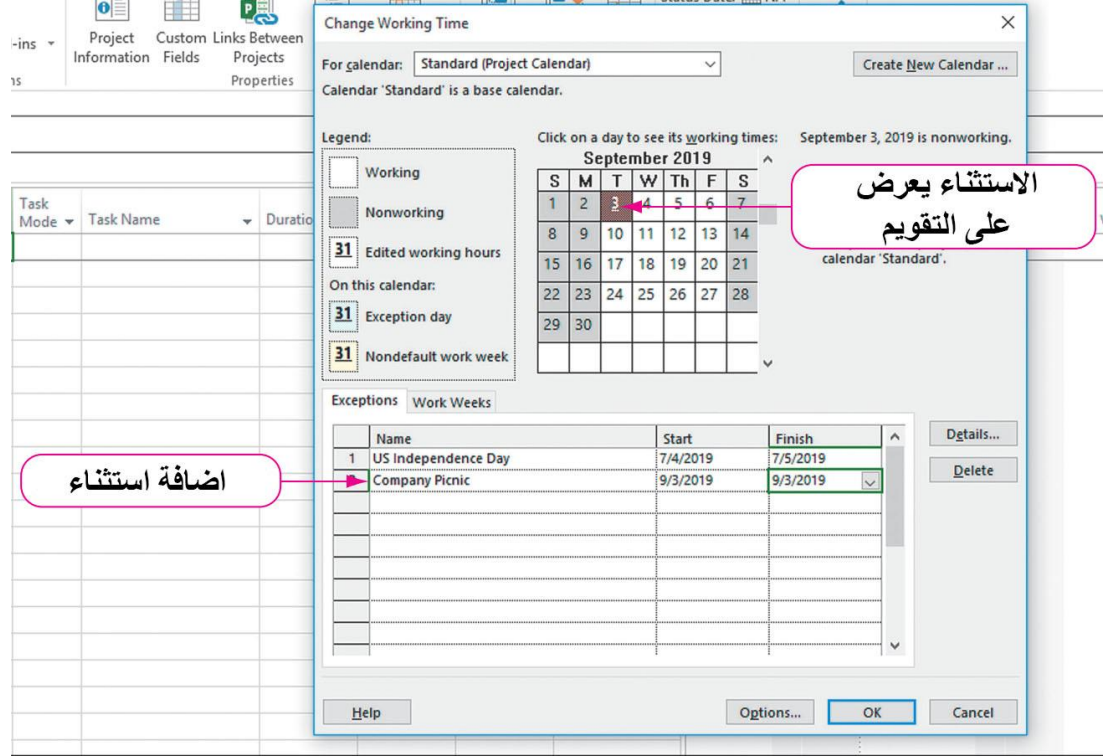 -ins
Project Information
Custom Fields
Links Between Projects
Properties
Change Working Time
For calendar: Standard (Project Calendar)
Create New Calendar ...
Calendar 'Standard' is a base calendar.
Legend:
Working
Nonworking
31 Edited working hours
On this calendar:
31 Exception day
31 Nondefault work week
Click on a day to see its working times:
September 2019
S M T W Th F S
1 2 3 4 5 6 7
8 9 10 11 12 13 14
15 16 17 18 19 20 21
22 23 24 25 26 27 28
29 30
September 3, 2019 is nonworking.
الاستثناء يعرض
على التقويم
calendar 'Standard'.
Task Mode
Task Name
Duratio
Exceptions Work Weeks
Name Start Finish
1 US Independence Day 7/4/2019 7/5/2019
Company Picnic 9/3/2019 9/3/2019
Details...
Delete
اضافة استثناء
Help
Options...
OK
Cancel